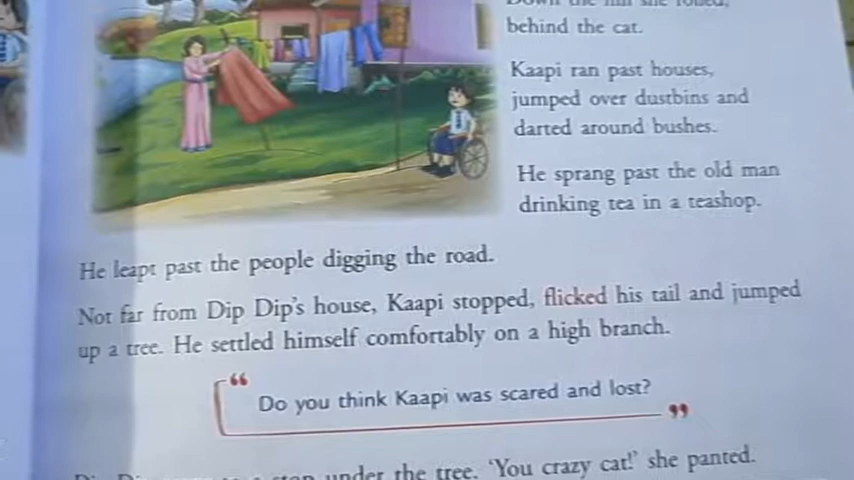 behind the cat.
Kaapi ran past houses,
jumped over dustbins and
darted around bushes.
He sprang past the old man
drinking tea in a teashop.
He leapt past the people digging the road.
Not far from Dip Dip's house, Kaapi stopped, flicked his tail and jumped
up a tree. He settled himself comfortably on a high branch.
“ Do you think Kaapi was scared and lost? ”
under the tree. 'You crazy cat!' she panted.